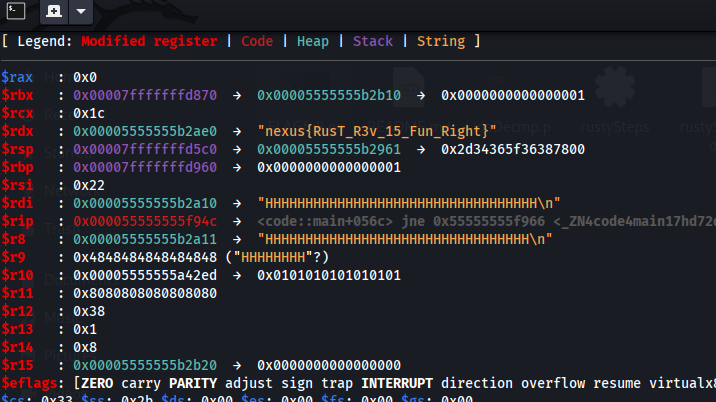 [ Legend: Modified register | Code | Heap | Stack | String ]
$rax : 0x0
$rbx : 0x00007fffffffd870 → 0x00005555555b2b10 → 0x0000000000000001
$rcx : 0x1c
$rdx : 0x00005555555b2ae0 → "nexus{RusT_R3v_15_Fun_Right}"
$rsp : 0x00007fffffffd5c0 → 0x00005555555b2961 → 0x2d34365f36387800
$rbp : 0x00007fffffffd960 → 0x0000000000000001
$rsi : 0x22
$rdi : 0x00005555555b2a10 → "HHHHHHHHHHHHHHHHHHHHHHHHHHHHHHHHHH\n"
$rip : 0x000055555555f94c → <code::main+056c> jne 0x55555555f966 <_ZN4code4main17hd72
$r8 : 0x00005555555b2a11 → "HHHHHHHHHHHHHHHHHHHHHHHHHHHHHHHHH\n"
$r9 : 0x4848484848484848 ("HHHHHHHH"?)
$r10 : 0x00005555555a42ed → 0x0101010101010101
$r11 : 0x8080808080808080
$r12 : 0x38
$r13 : 0x1
$r14 : 0x8
$r15 : 0x00005555555b2b20 → 0x0000000000000000
$eflags: [ZERO carry PARITY adjust sign trap INTERRUPT direction overflow resume virtualx8
$cs: 0x33 $ss: 0x2b $ds: 0x00 $es: 0x00 $fs: 0x00 $gs: 0x00